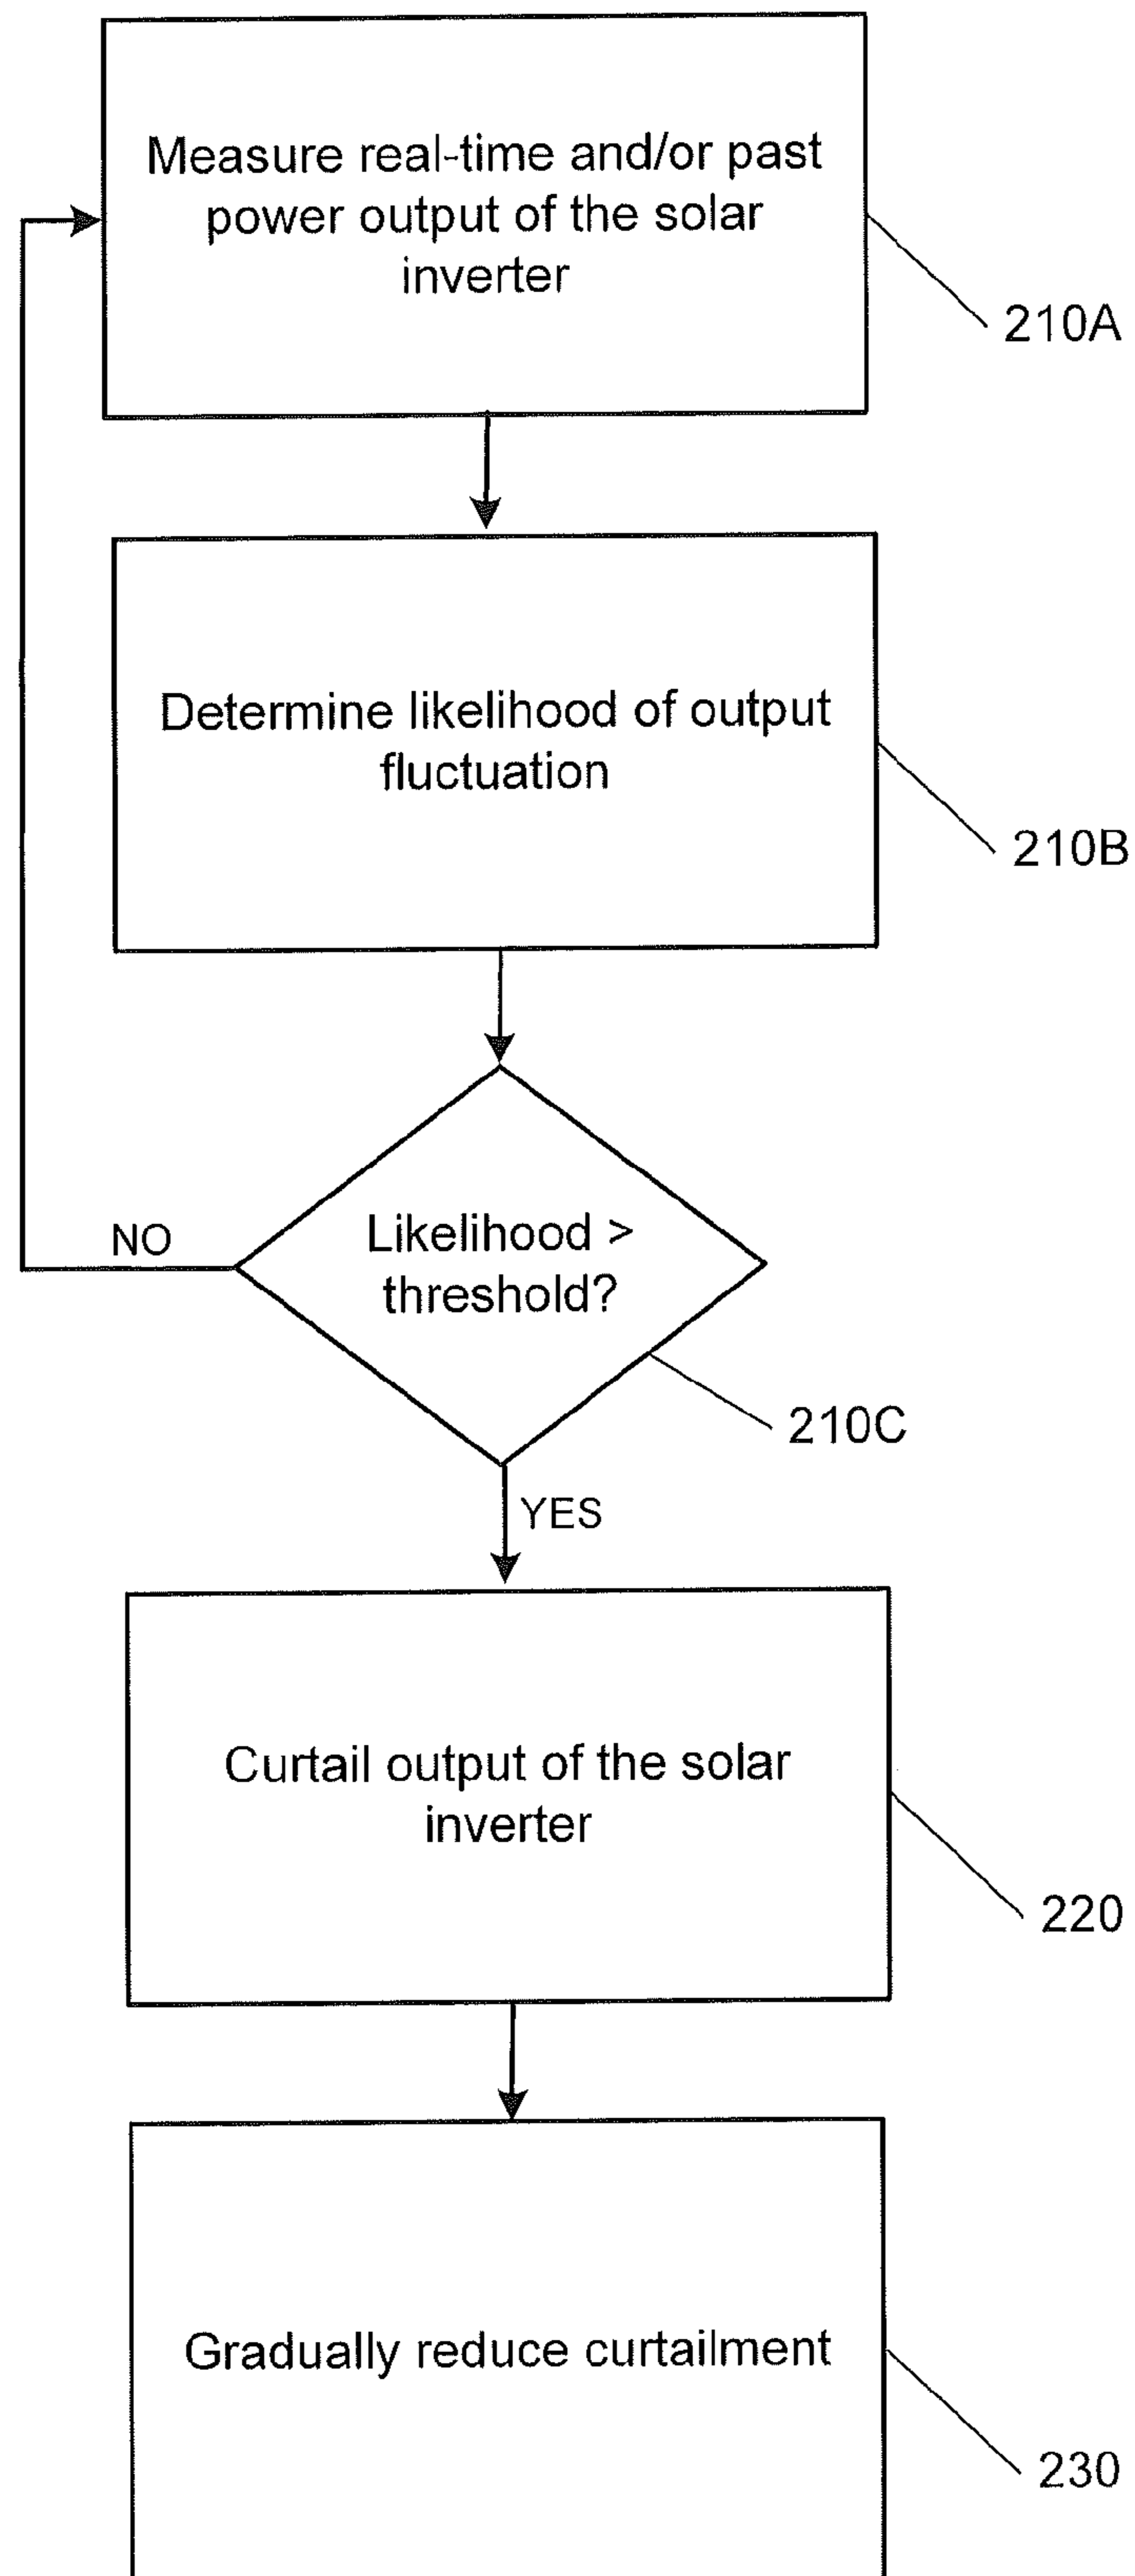 Measure real-time and/or past
power output of the solar
inverter
210A
Determine likelihood of output
fluctuation
210B
NO
Likelihood >
threshold?
210C
YES
Curtail output of the solar
inverter
220
Gradually reduce curtailment
230